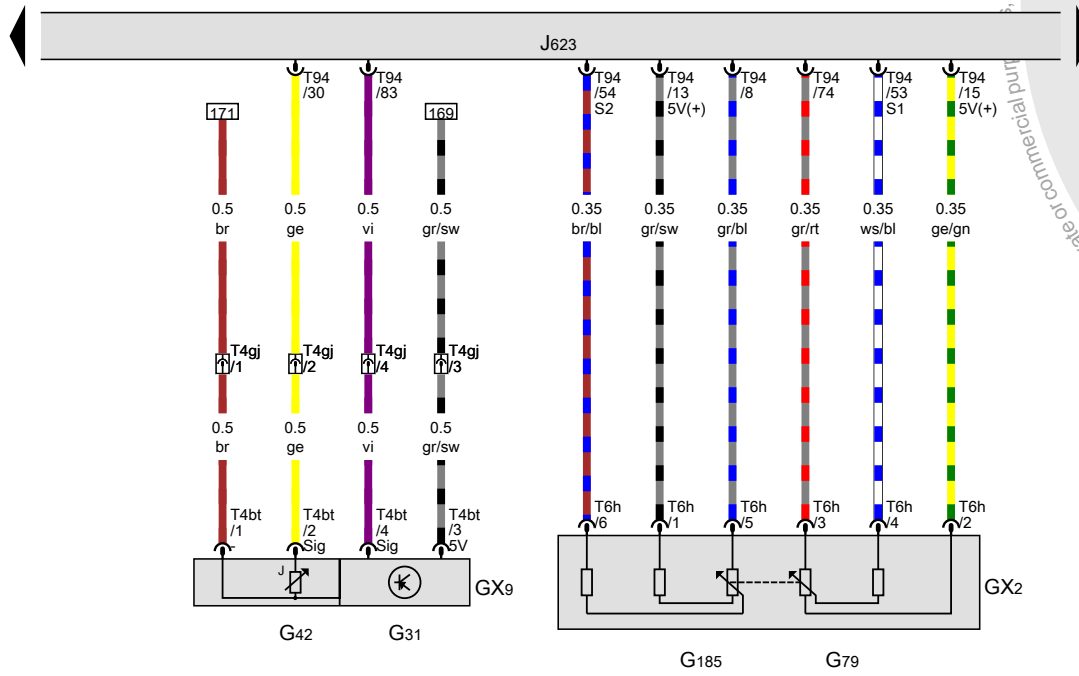 J623
T94 /30
T94 /83
T94 /54 S2
T94 /13 5V(+)
T94 /8
T94 /74
T94 /53 S1
T94 /15 5V(+)
171
169
0.5 0.5 0.5 0.5 0.35 0.35 0.35 0.35 0.35 0.35
br ge vi gr/sw br/bl gr/sw gr/bl gr/rt ws/bl ge/gn
T4gj /1
T4gj /2
T4gj /4
T4gj /3
0.5 0.5 0.5 0.5
br ge vi gr/sw
T4bt /1 -
T4bt /2 Sig
T4bt /4 Sig
T4bt /3 5V
T6h /6
T6h /1
T6h /5
T6h /3
T6h /4
T6h /2
J
GX9
GX2
G42
G31
G185
G79
or commercial